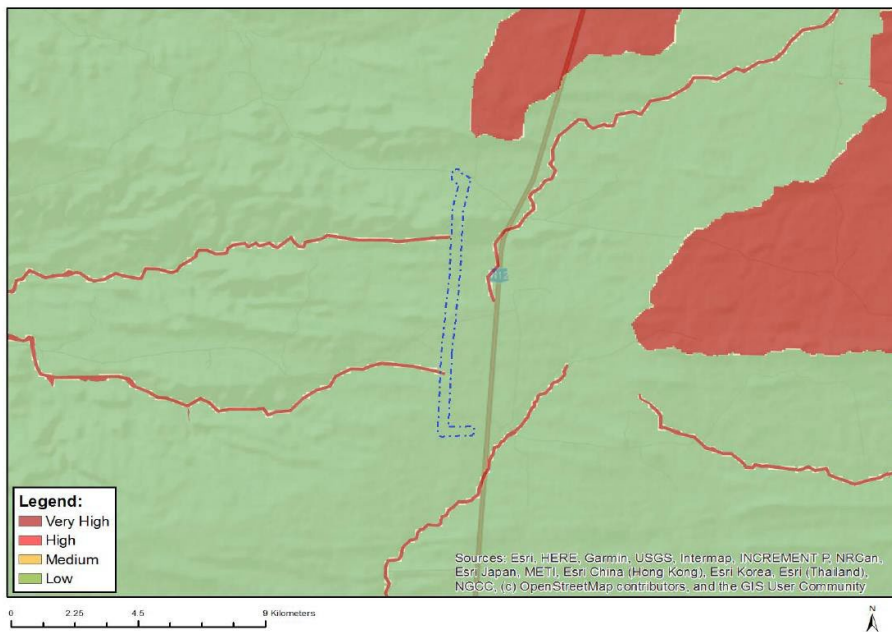 Legend:
Very High
High
Medium
Low
Sources: Esri, HERE, Garmin, USGS, Intermap, INCREMENT P, NRCan,
Esri Japan, METI, Esri China (Hong Kong), Esri Korea, Esri (Thailand),
NGCC, (c) OpenStreetMap contributors, and the GIS User Community
0 2.25 4.5 9 Kilometers
N